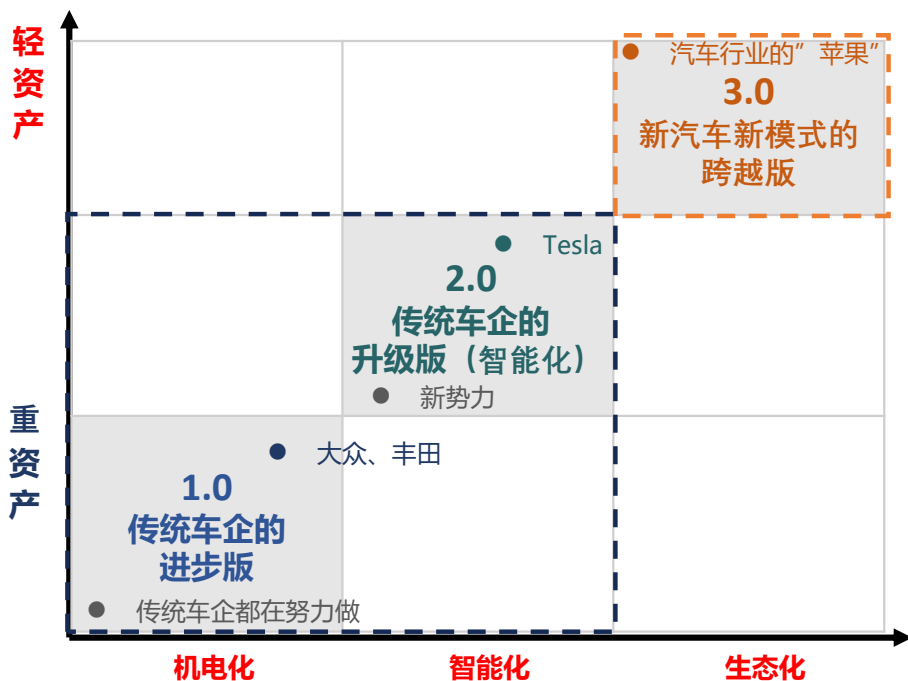 轻
资
产
汽车行业的”苹果”
3.0
新汽车新模式的
跨越版
Tesla
2.0
传统车企的
升级版（智能化）
新势力
重
资
产
大众、丰田
1.0
传统车企的
进步版
传统车企都在努力做
机电化
智能化
生态化